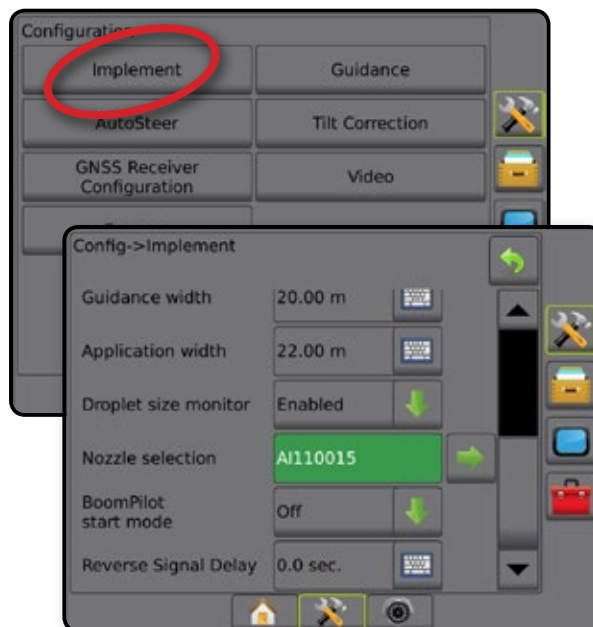 Configuration
Implement
Guidance
AutoSteer
Tilt Correction
GNSS Receiver
Configuration
Video
Config->Implement
Guidance width
20.00 m
Application width
22.00 m
Droplet size monitor
Enabled
Nozzle selection
AI110015
BoomPilot
start mode
Off
Reverse Signal Delay
0.0 sec.